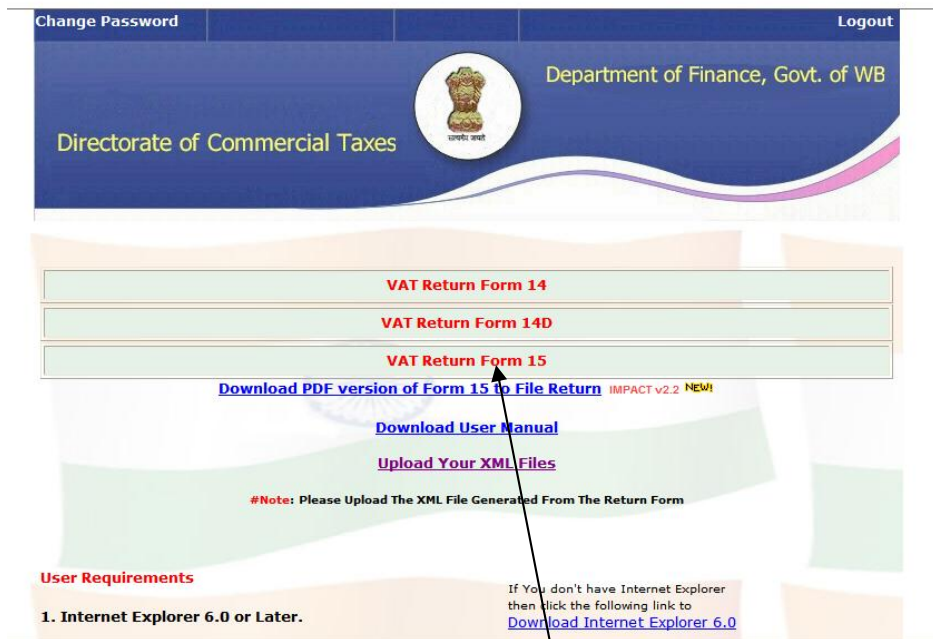 Change Password Logout
Department of Finance, Govt. of WB
Directorate of Commercial Taxes
सत्यमेव जयते
VAT Return Form 14
VAT Return Form 14D
VAT Return Form 15
Download PDF version of Form 15 to File Return IMPACT v2.2 NEW!
Download User Manual
Upload Your XML Files
#Note: Please Upload The XML File Generated From The Return Form
User Requirements
If You don't have Internet Explorer
then click the following link to
1. Internet Explorer 6.0 or Later.
Download Internet Explorer 6.0